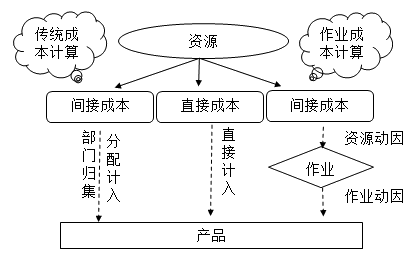 传统成
本计算
资源
作业成
本计算
间接成本
直接成本
间接成本
部门归集
分配计入
直接计入
资源动因
作业
作业动因
产品